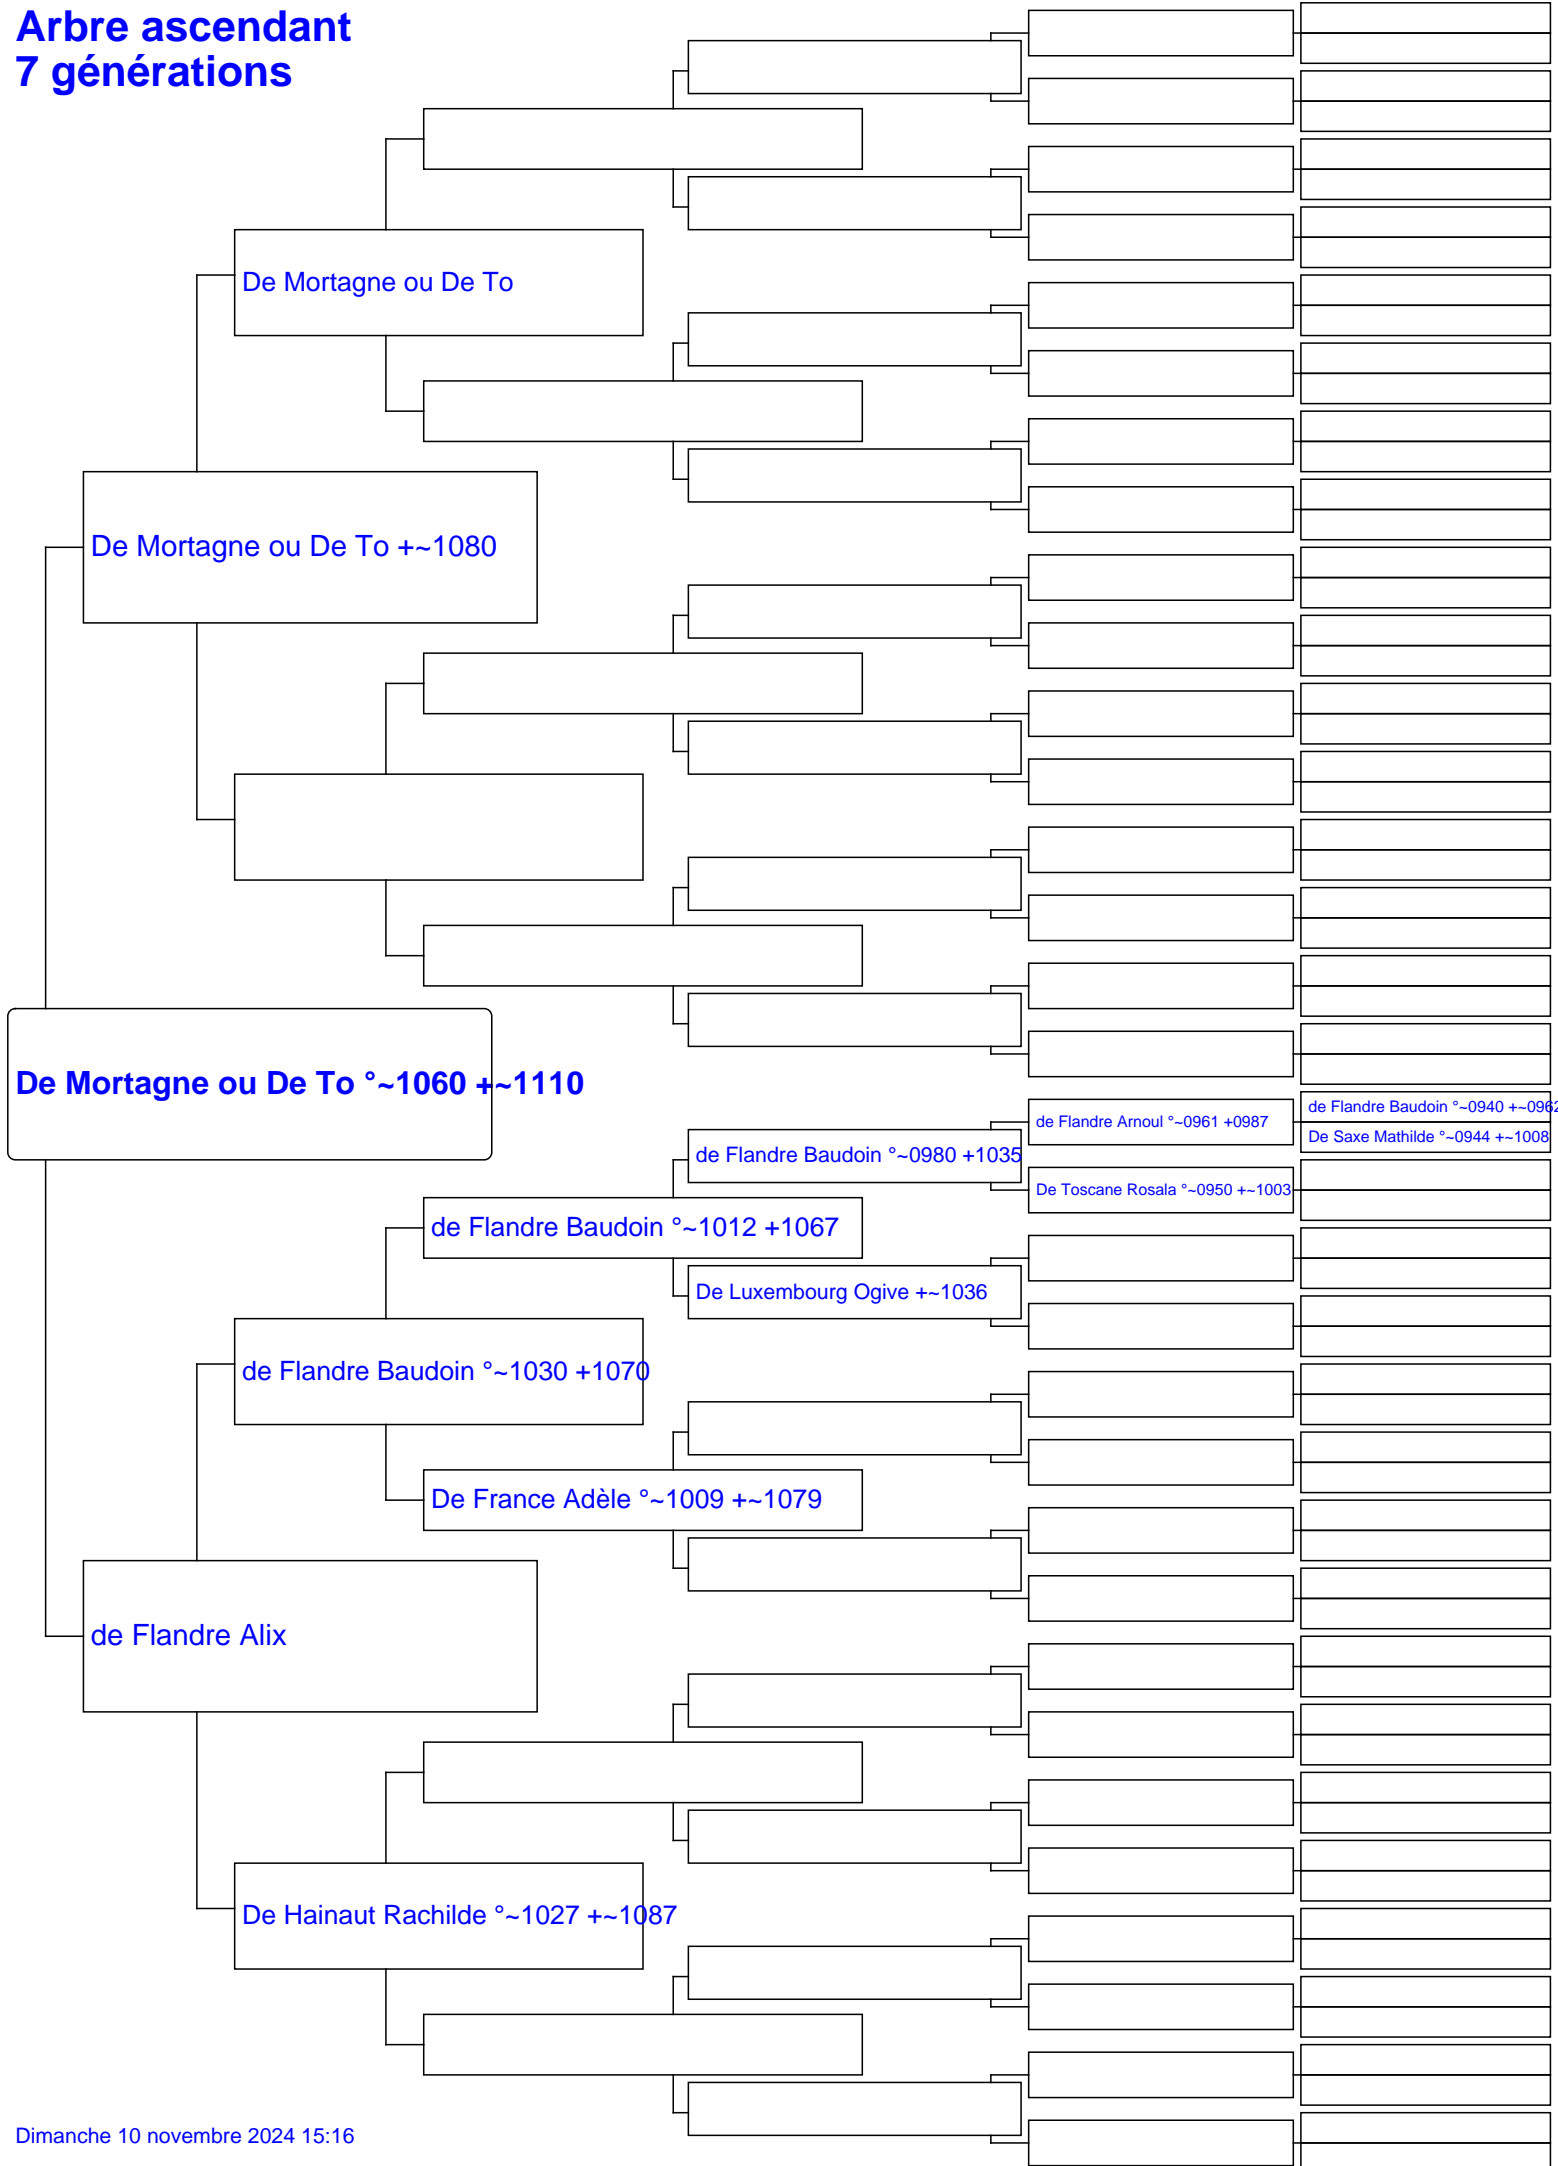 Arbre ascendant
7 générations
De Mortagne ou De To
De Mortagne ou De To +~1080
De Mortagne ou De To °~1060 +~1110
de Flandre Baudoin °~0940 +~0962
de Flandre Arnoul °~0961 +0987
De Saxe Mathilde °~0944 +~1008
de Flandre Baudoin °~0980 +1035
De Toscane Rosala °~0950 +~1003
de Flandre Baudoin °~1012 +1067
De Luxembourg Ogive +~1036
de Flandre Baudoin °~1030 +1070
De France Adèle °~1009 +~1079
de Flandre Alix
De Hainaut Rachilde °~1027 +~1087
Dimanche 10 novembre 2024 15:16